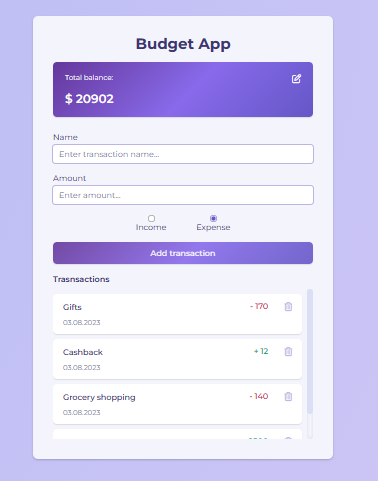 Budget App
Total balance:
$ 20902
Name
Enter transaction name...
Amount
Enter amount...
Income Expense
Add transaction
Trasnsactions
Gifts - 170
03.08.2023
Cashback + 12
03.08.2023
Grocery shopping - 140
03.08.2023